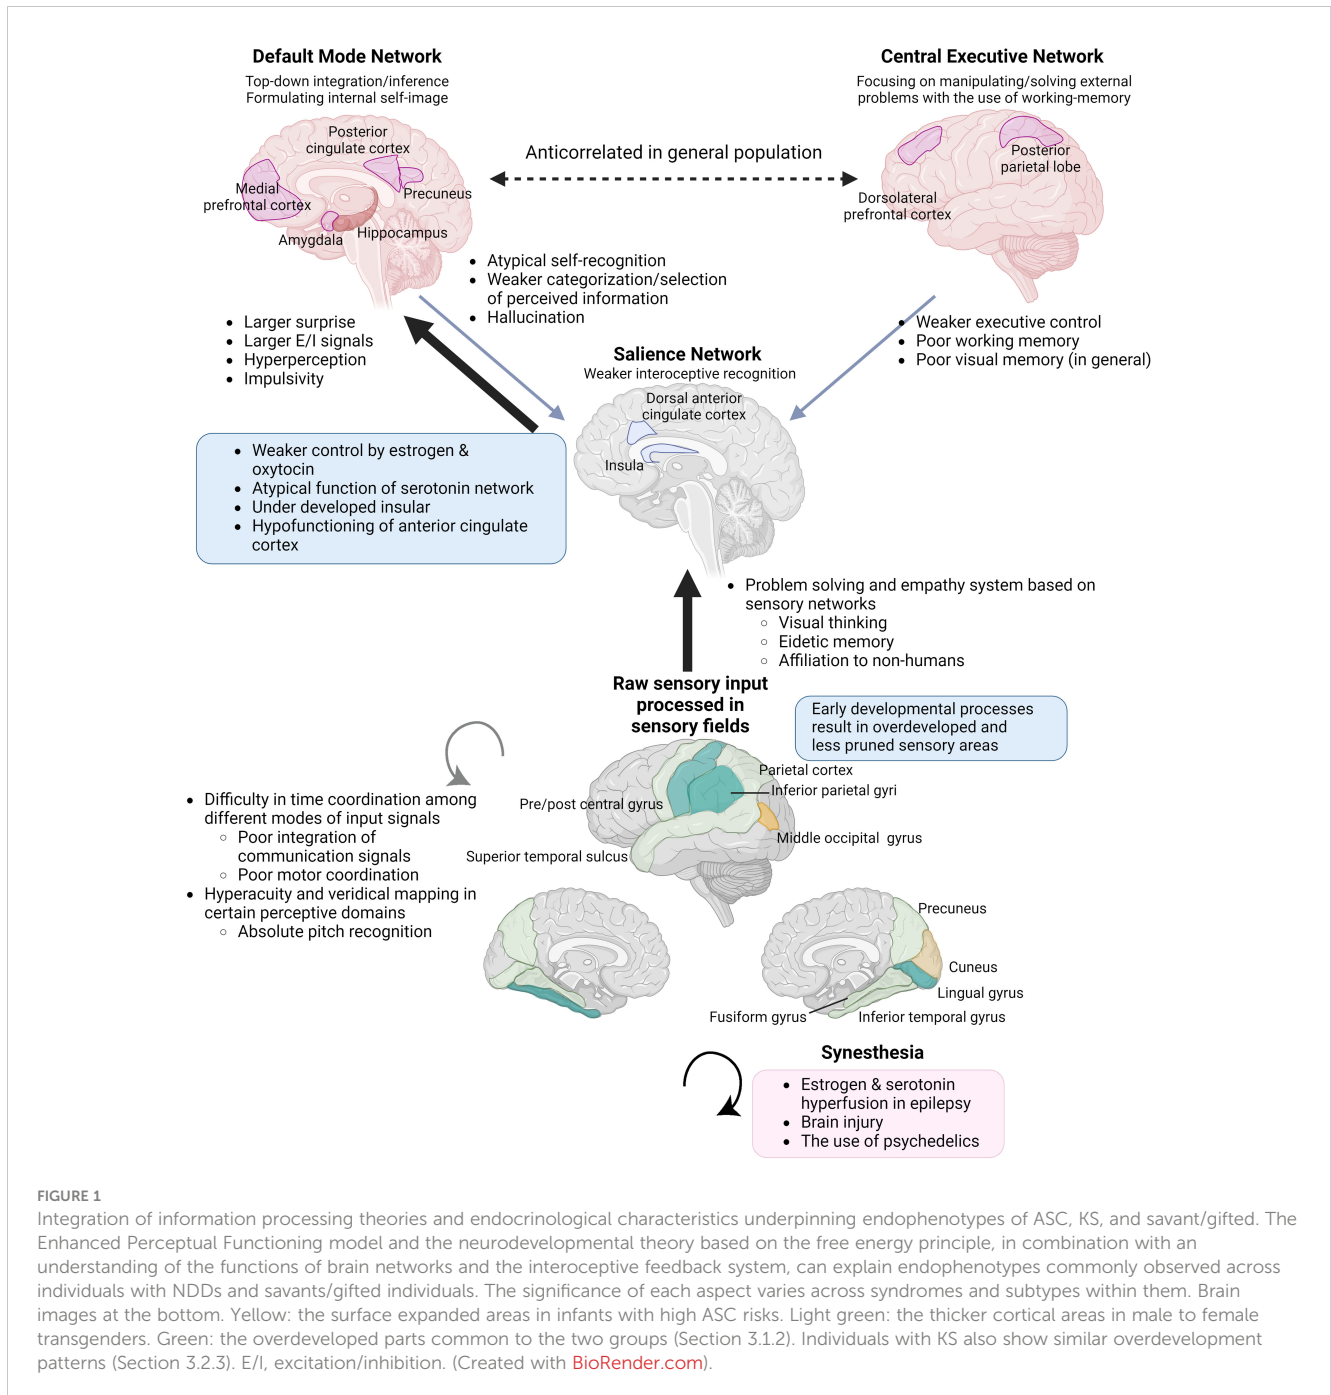 Default Mode Network
Top-down integration/inference
Formulating internal self-image
Posterior
cingulate cortex
Medial
prefrontal cortex
Precuneus
Amygdala
Hippocampus
Anticorrelated in general population
Central Executive Network
Focusing on manipulating/solving external
problems with the use of working-memory
Posterior
parietal lobe
Dorsolateral
prefrontal cortex
• Atypical self-recognition
• Weaker categorization/selection
of perceived information
• Hallucination
• Larger surprise
• Larger E/I signals
• Hyperperception
• Impulsivity
• Weaker executive control
• Poor working memory
• Poor visual memory (in general)
Salience Network
Weaker interoceptive recognition
Dorsal anterior
cingulate cortex
Insula
• Weaker control by estrogen &
oxytocin
• Atypical function of serotonin network
• Under developed insular
• Hypofunctioning of anterior cingulate
cortex
• Problem solving and empathy system based on
sensory networks
○ Visual thinking
○ Eidetic memory
○ Affiliation to non-humans
Raw sensory input
processed in
sensory fields
Early developmental processes
result in overdeveloped and
less pruned sensory areas
Parietal cortex
Inferior parietal gyri
Pre/post central gyrus
Middle occipital gyrus
Superior temporal sulcus
• Difficulty in time coordination among
different modes of input signals
○ Poor integration of
communication signals
○ Poor motor coordination
• Hyperacuity and veridical mapping in
certain perceptive domains
○ Absolute pitch recognition
Precuneus
Cuneus
Lingual gyrus
Fusiform gyrus
Inferior temporal gyrus
Synesthesia
• Estrogen & serotonin
hyperfusion in epilepsy
• Brain injury
• The use of psychedelics
FIGURE 1
Integration of information processing theories and endocrinological characteristics underpinning endophenotypes of ASC, KS, and savant/gifted. The
Enhanced Perceptual Functioning model and the neurodevelopmental theory based on the free energy principle, in combination with an
understanding of the functions of brain networks and the interoceptive feedback system, can explain endophenotypes commonly observed across
individuals with NDDs and savants/gifted individuals. The significance of each aspect varies across syndromes and subtypes within them. Brain
images at the bottom. Yellow: the surface expanded areas in infants with high ASC risks. Light green: the thicker cortical areas in male to female
transgenders. Green: the overdeveloped parts common to the two groups (Section 3.1.2). Individuals with KS also show similar overdevelopment
patterns (Section 3.2.3). E/I, excitation/inhibition. (Created with BioRender.com).